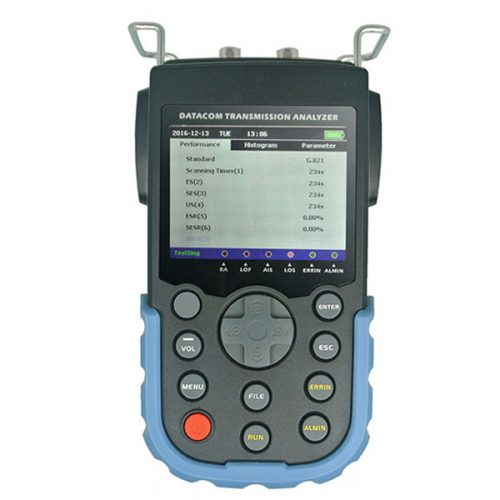 DATACOM TRANSMISSION ANALYZER
2016-12-13 TUE 13:06
Performance Histogram Parameter
Standard G.821
Scanning Timer(1) 234s
ES(2) 234s
SES(3) 234s
US(4) 234s
ESR(5) 0.00%
SESR(6) 0.00%
Testting
RA LOF AIS LOS ERRIN ALMIN
ENTER
VOL ESC
MENU FILE ERRIN
RUN ALMIN